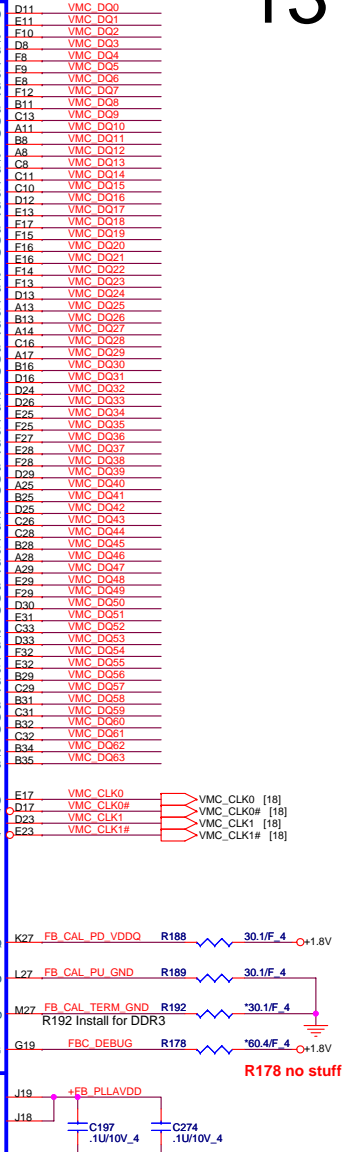 D11 VMC_DQ0
E11 VMC_DQ1
F10 VMC_DQ2
D8 VMC_DQ3
F8 VMC_DQ4
F9 VMC_DQ5
E8 VMC_DQ6
F12 VMC_DQ7
B11 VMC_DQ8
C13 VMC_DQ9
A11 VMC_DQ10
B8 VMC_DQ11
A8 VMC_DQ12
C8 VMC_DQ13
C11 VMC_DQ14
C10 VMC_DQ15
D12 VMC_DQ16
E13 VMC_DQ17
F17 VMC_DQ18
F15 VMC_DQ19
F16 VMC_DQ20
E16 VMC_DQ21
F14 VMC_DQ22
F13 VMC_DQ23
D13 VMC_DQ24
A13 VMC_DQ25
B13 VMC_DQ26
A14 VMC_DQ27
C16 VMC_DQ28
A17 VMC_DQ29
B16 VMC_DQ30
D16 VMC_DQ31
D24 VMC_DQ32
D26 VMC_DQ33
E25 VMC_DQ34
F25 VMC_DQ35
F27 VMC_DQ36
E28 VMC_DQ37
F28 VMC_DQ38
D29 VMC_DQ39
A25 VMC_DQ40
B25 VMC_DQ41
D25 VMC_DQ42
C26 VMC_DQ43
C28 VMC_DQ44
B28 VMC_DQ45
A28 VMC_DQ46
A29 VMC_DQ47
E29 VMC_DQ48
F29 VMC_DQ49
D30 VMC_DQ50
E31 VMC_DQ51
C33 VMC_DQ52
D33 VMC_DQ53
F32 VMC_DQ54
E32 VMC_DQ55
B29 VMC_DQ56
C29 VMC_DQ57
B31 VMC_DQ58
C31 VMC_DQ59
B32 VMC_DQ60
C32 VMC_DQ61
B34 VMC_DQ62
B35 VMC_DQ63
E17 VMC_CLK0 VMC_CLK0 [18]
D17 VMC_CLK0# VMC_CLK0# [18]
D23 VMC_CLK1 VMC_CLK1 [18]
E23 VMC_CLK1# VMC_CLK1# [18]
K27 FB_CAL_PD_VDDQ R188 30.1/F_4 +1.8V
L27 FB_CAL_PU_GND R189 30.1/F_4
M27 FB_CAL_TERM_GND R192 *30.1/F_4
R192 Install for DDR3
G19 FBC_DEBUG R178 *60.4/F_4 +1.8V
R178 no stuff
J19 +FB_PLLAVDD
J18
C197 C274
.1U/10V_4 .1U/10V_4